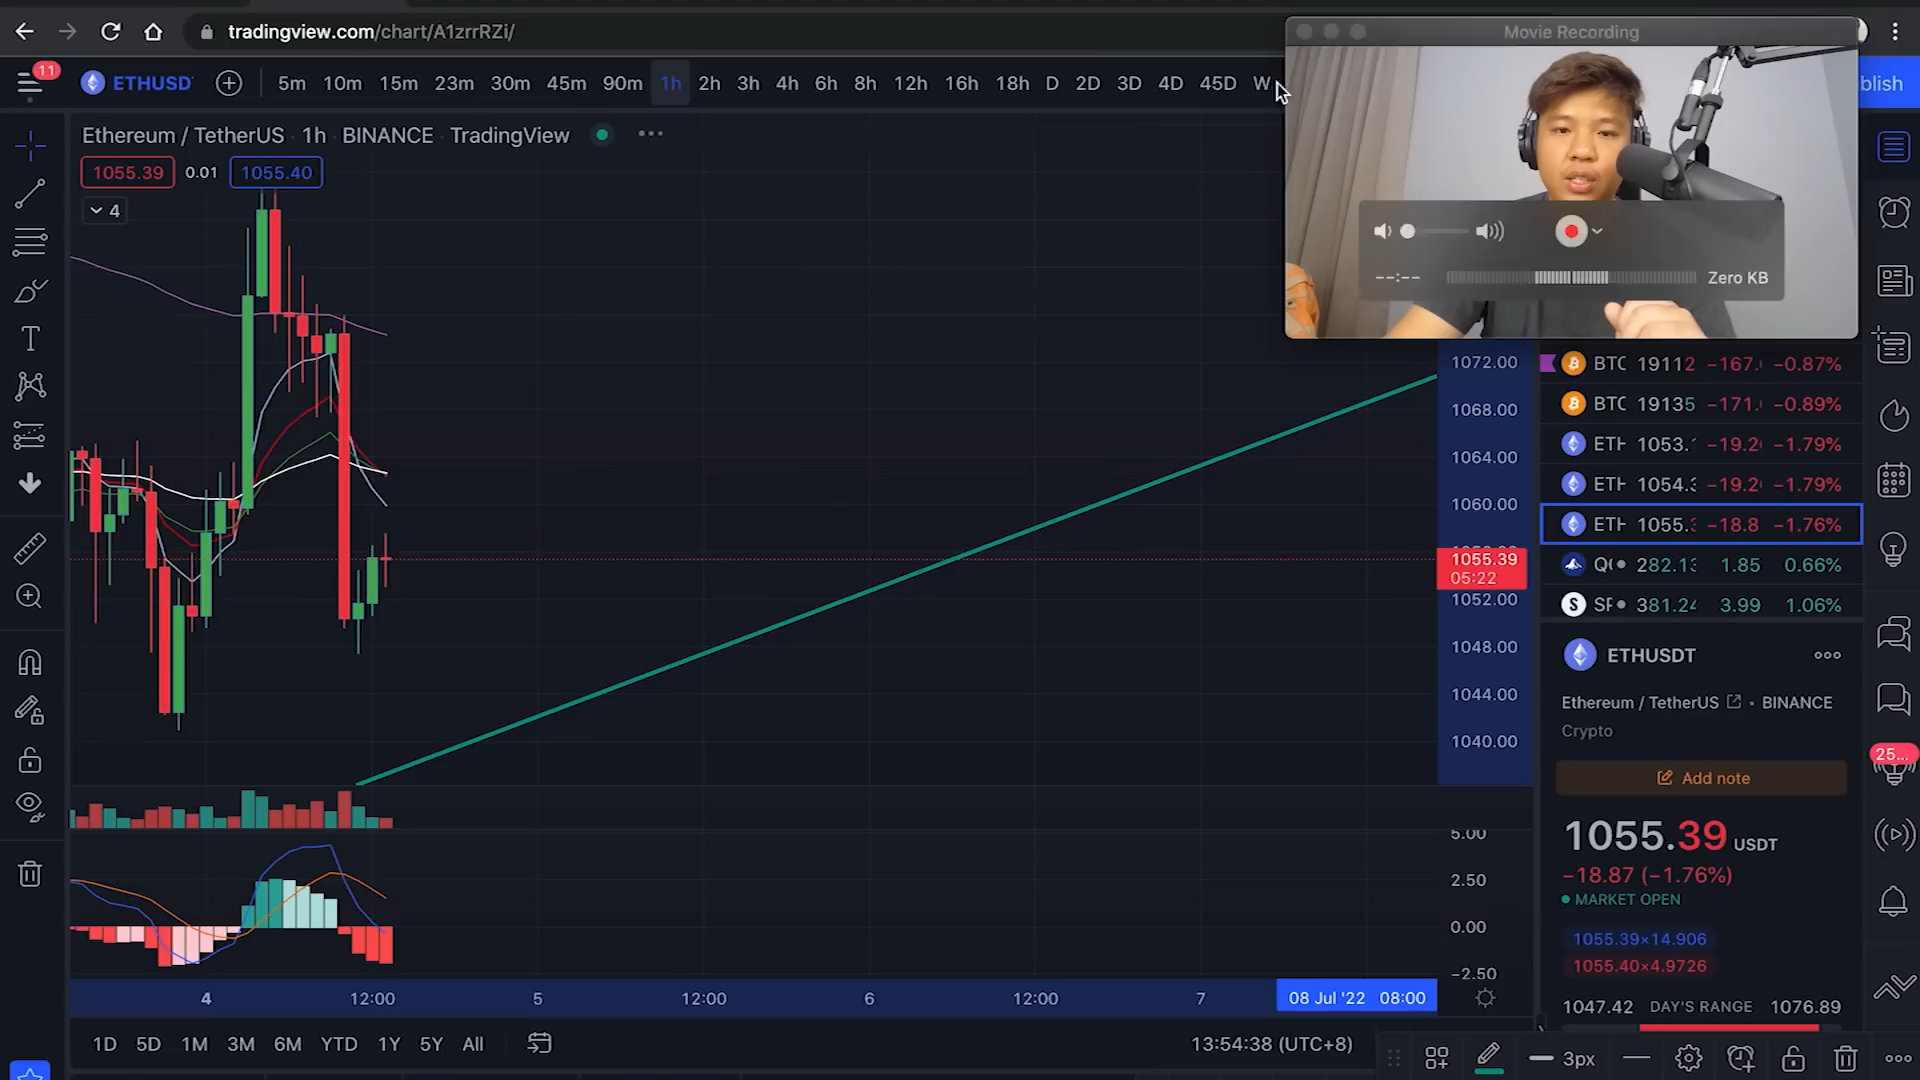 tradingview.com/chart/A1zrrRZi/
Movie Recording
11
ETHUSD
5m 10m 15m 23m 30m 45m 90m 1h 2h 3h 4h 6h 8h 12h 16h 18h D 2D 3D 4D 45D W
blish
Ethereum / TetherUS · 1h · BINANCE · TradingView
1055.39 0.01 1055.40
4
--:-- Zero KB
1072.00
1068.00
1064.00
1060.00
1055.39
05:22
1052.00
1048.00
1044.00
1040.00
5.00
2.50
0.00
−2.50
BTC 19112 −167. −0.87%
BTC 19135 −171. −0.89%
ETH 1053. −19.2 −1.79%
ETH 1054.3 −19.2 −1.79%
ETH 1055.3 −18.8 −1.76%
282.13 1.85 0.66%
381.24 3.99 1.06%
ETHUSDT
Ethereum / TetherUS • BINANCE
Crypto
Add note
25...
1055.39 USDT
−18.87 (−1.76%)
MARKET OPEN
1055.39×14.906
1055.40×4.9726
1047.42 DAY'S RANGE 1076.89
4 12:00 5 12:00 6 12:00 7 08 Jul '22 08:00
1D 5D 1M 3M 6M YTD 1Y 5Y All
13:54:38 (UTC+8)
3px